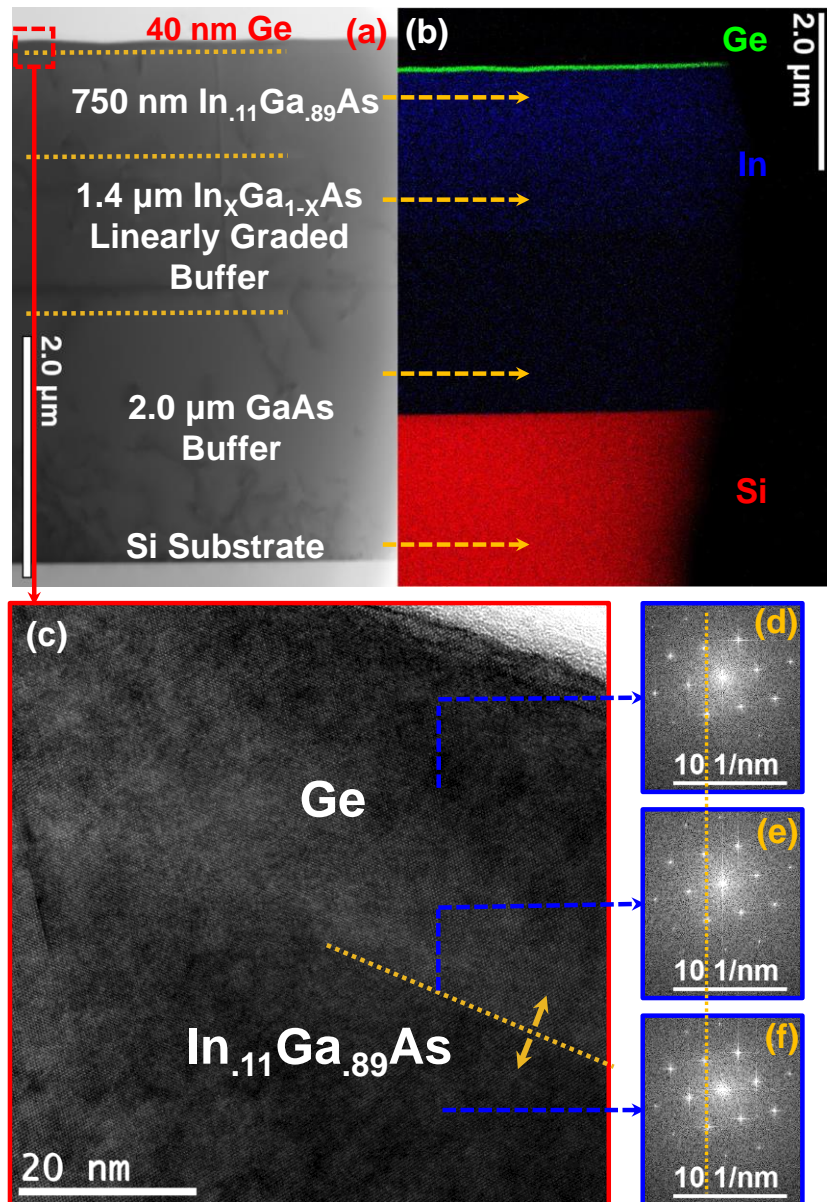 40 nm Ge
(a)
750 nm In.11Ga.89As
1.4 µm InXGa1-XAs
Linearly Graded
Buffer
2.0 µm
2.0 µm GaAs
Buffer
Si Substrate
(b)
Ge
2.0 µm
In
Si
(c)
Ge
In.11Ga.89As
20 nm
(d)
10 1/nm
(e)
10 1/nm
(f)
10 1/nm